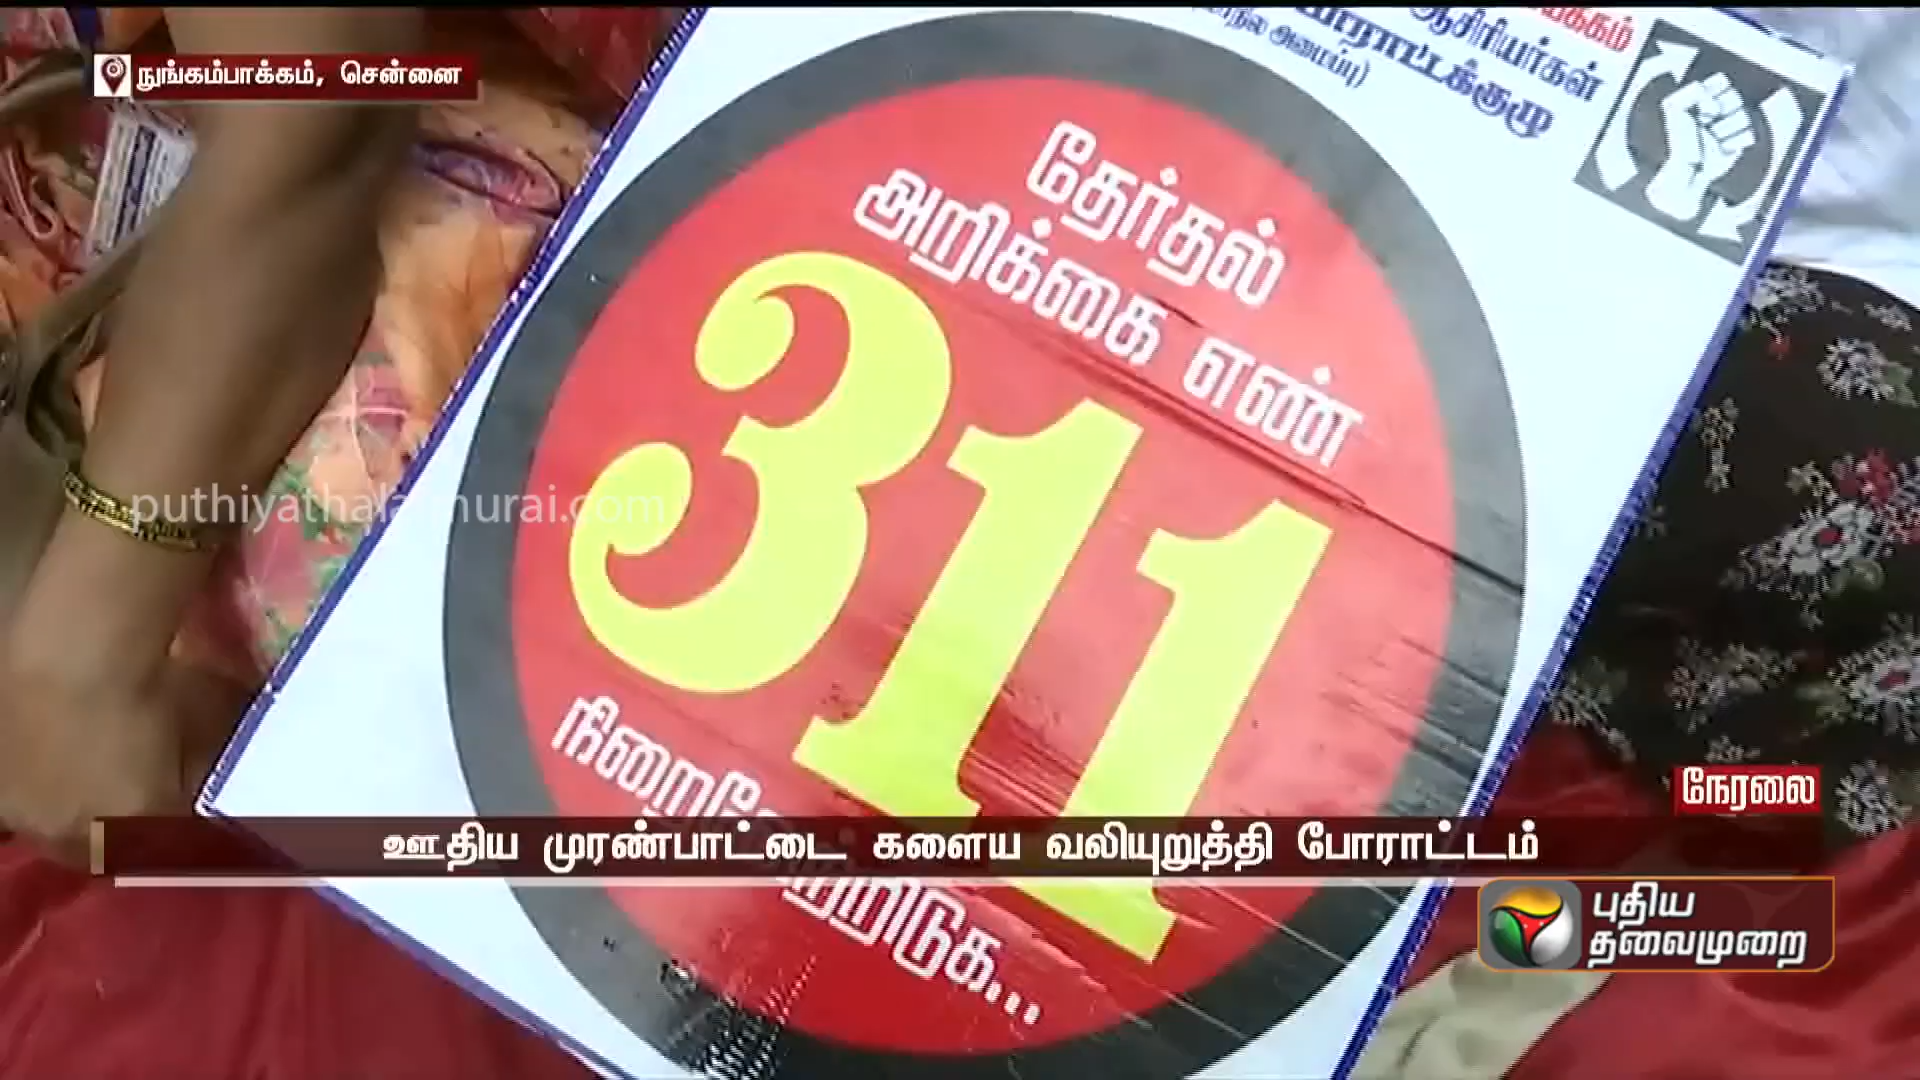 நுங்கம்பாக்கம், சென்னை
ஆசிரியர்கள்
தேர்தல்
அறிக்கை எண்
311
puthiyathalaimurai.com
நேரலை
ஊதிய முரண்பாட்டை களைய வலியுறுத்தி போராட்டம்
புதிய
தலைமுறை